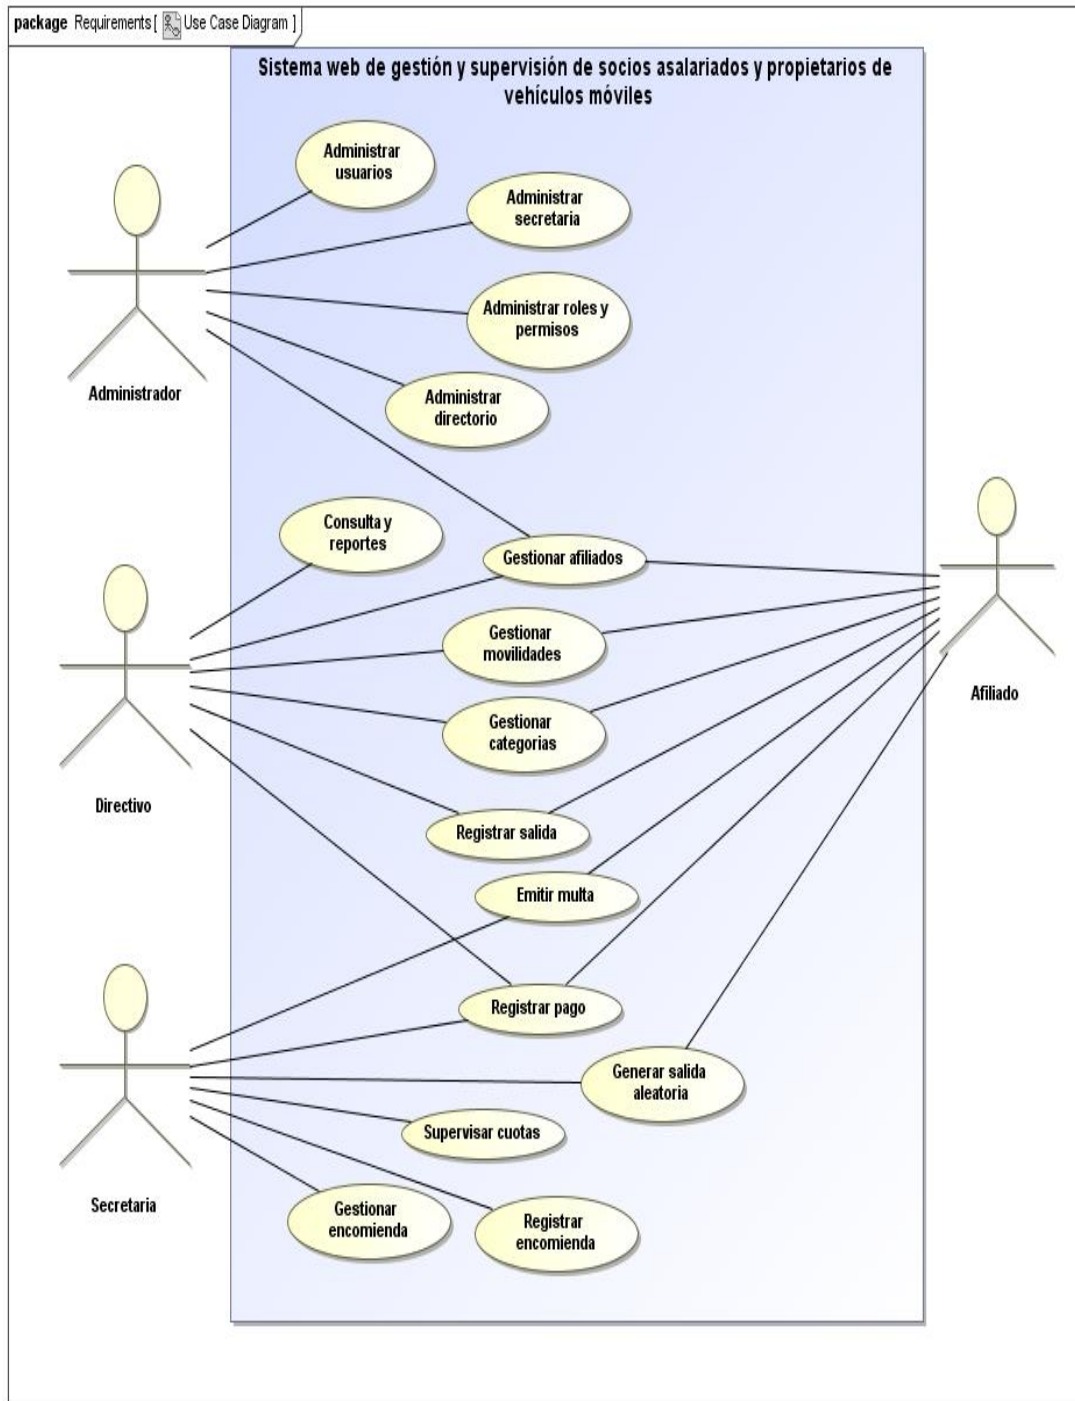 package Requirements [ Use Case Diagram ]
Sistema web de gestión y supervisión de socios asalariados y propietarios de
vehículos móviles
Administrar
usuarios
Administrar
secretaria
Administrar roles y
permisos
Administrar
directorio
Administrador
Consulta y
reportes
Gestionar afiliados
Gestionar
movilidades
Afiliado
Gestionar
categorias
Directivo
Registrar salida
Emitir multa
Registrar pago
Generar salida
aleatoria
Supervisar cuotas
Secretaria
Gestionar
encomienda
Registrar
encomienda